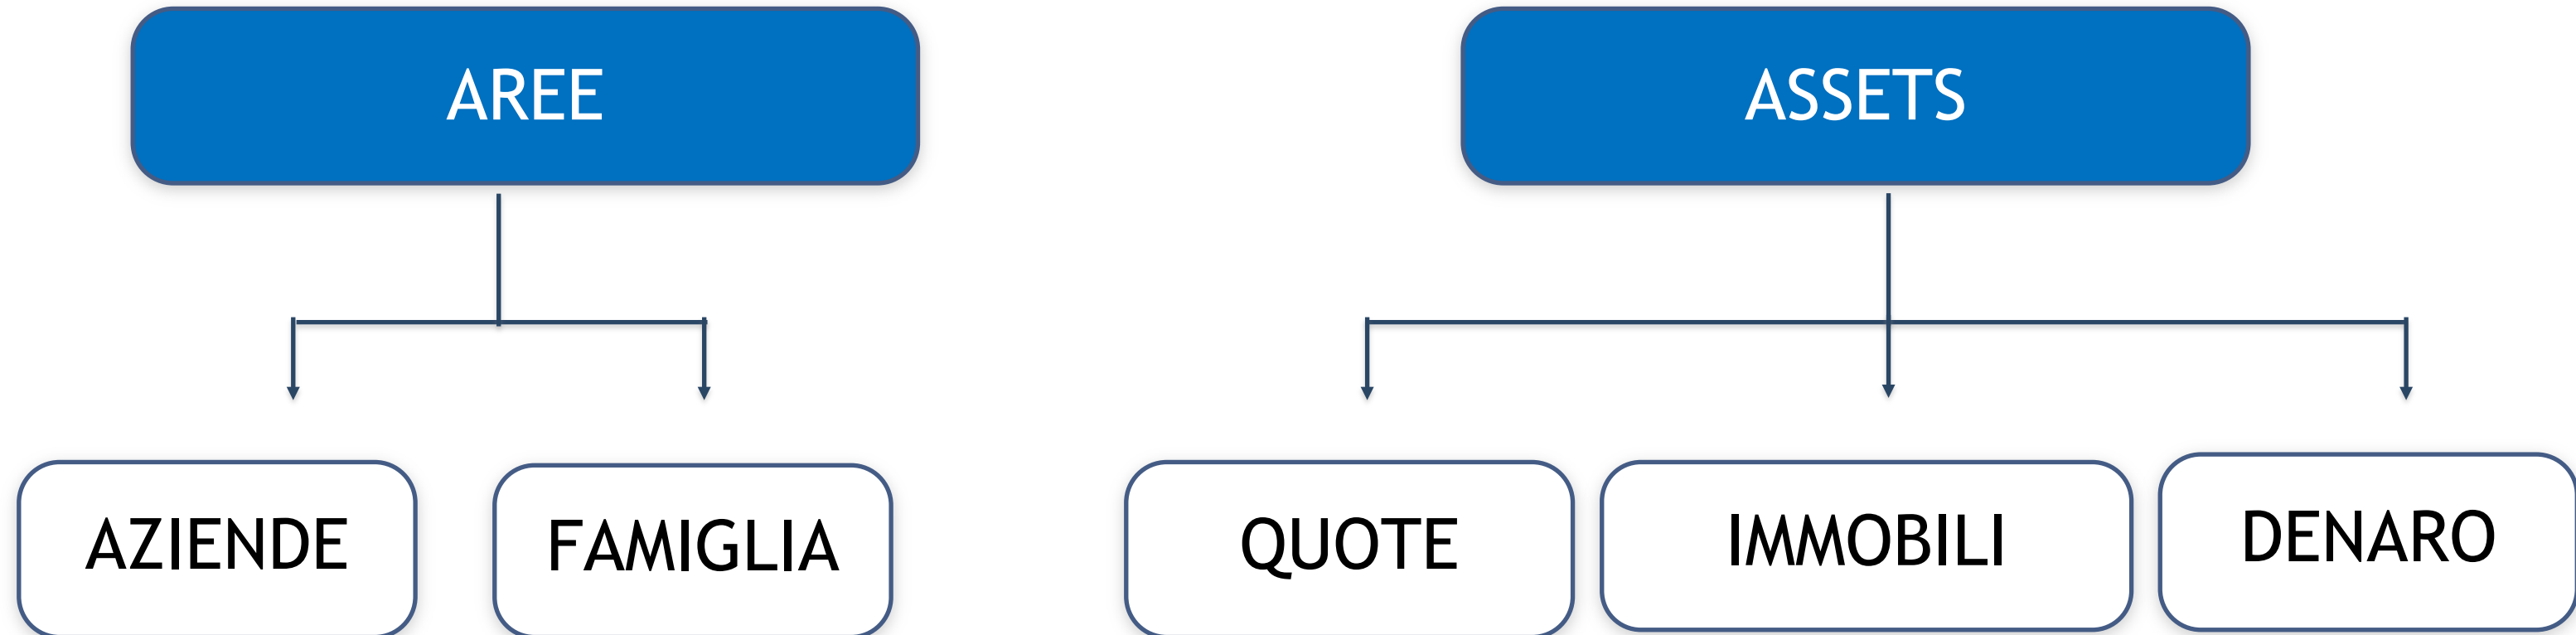 AREE
ASSETS
AZIENDE
FAMIGLIA
QUOTE
IMMOBILI
DENARO